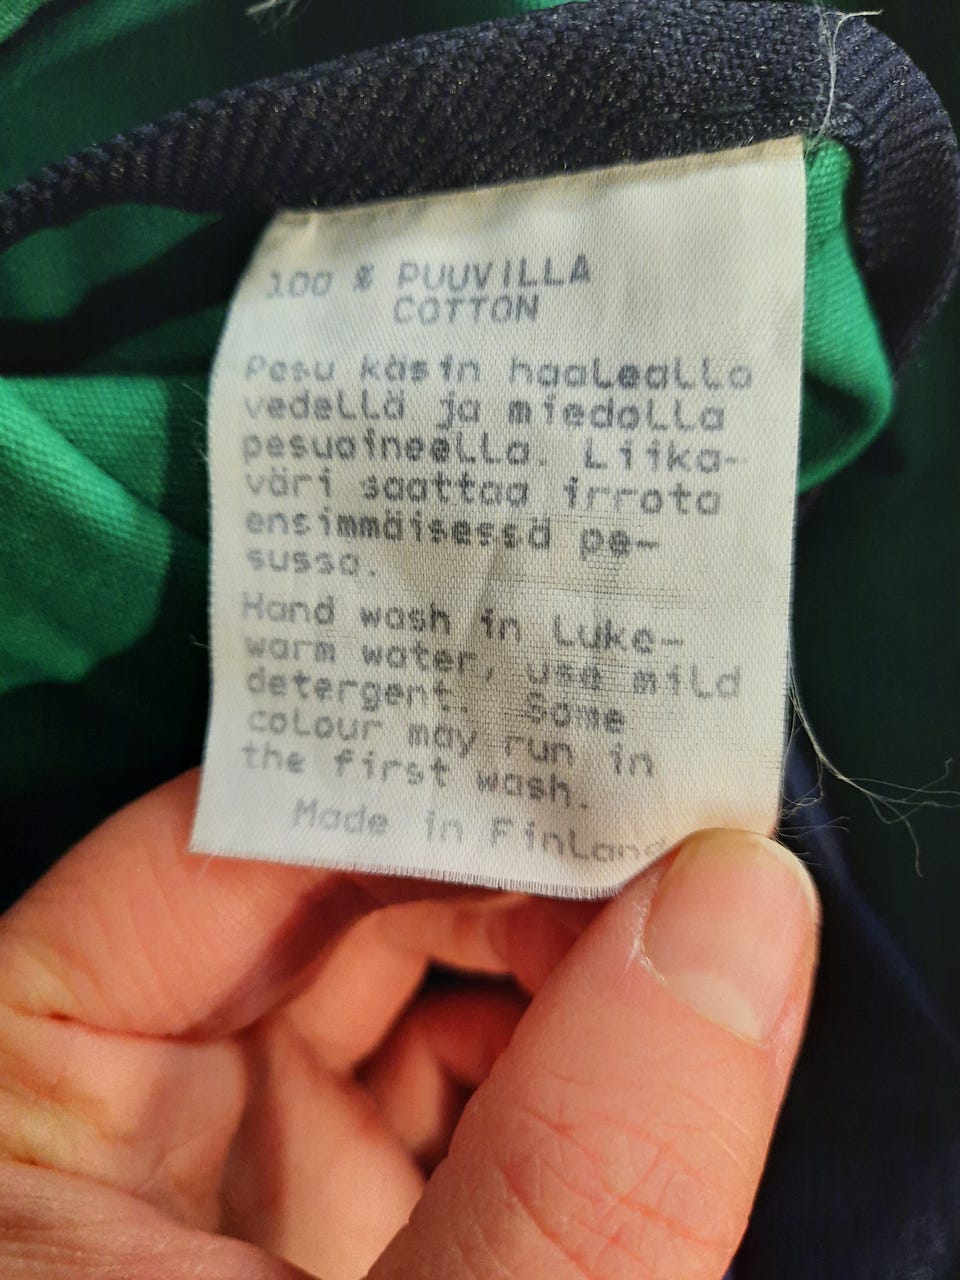 100 % PUUVILLA
COTTON
Pesu käsin haalealla
vedellä ja miedolla
pesuaineella. Liika-
väri saattaa irrota
ensimmäisessä pe-
sussa.
Hand wash in luke-
warm water, use mild
detergent. Some
colour may run in
the first wash.
Made in Finland